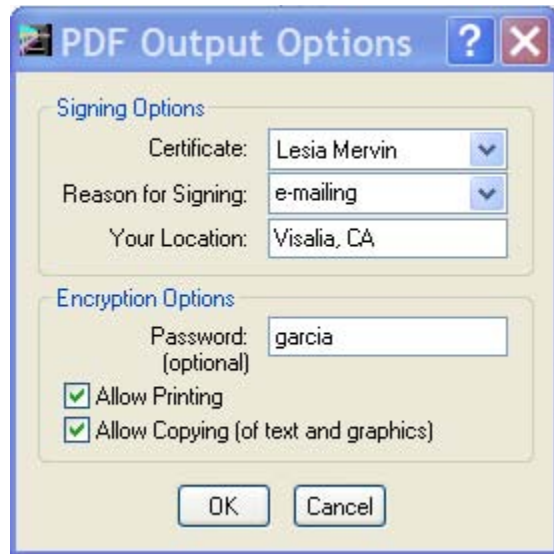 PDF Output Options
Signing Options
Certificate: Lesia Mervin
Reason for Signing: e-mailing
Your Location: Visalia, CA
Encryption Options
Password: garcia
(optional)
Allow Printing
Allow Copying (of text and graphics)
OK Cancel